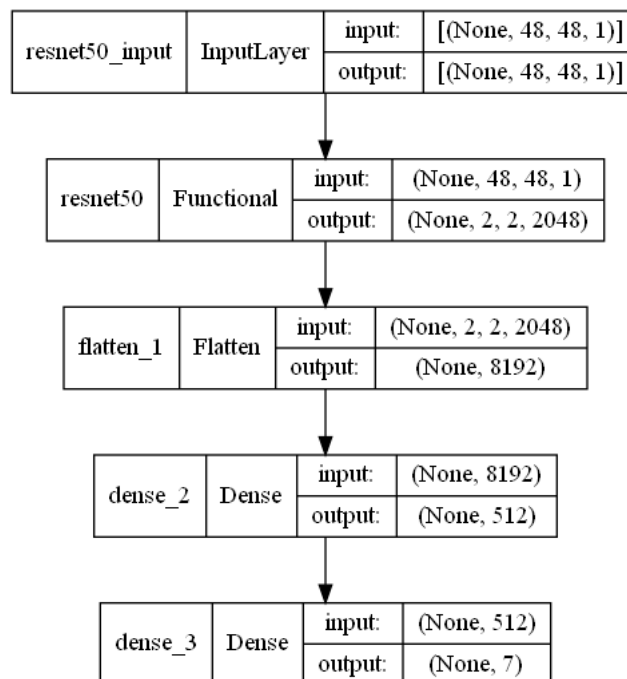 resnet50_input InputLayer input: [(None, 48, 48, 1)]
output: [(None, 48, 48, 1)]
resnet50 Functional input: (None, 48, 48, 1)
output: (None, 2, 2, 2048)
flatten_1 Flatten input: (None, 2, 2, 2048)
output: (None, 8192)
dense_2 Dense input: (None, 8192)
output: (None, 512)
dense_3 Dense input: (None, 512)
output: (None, 7)